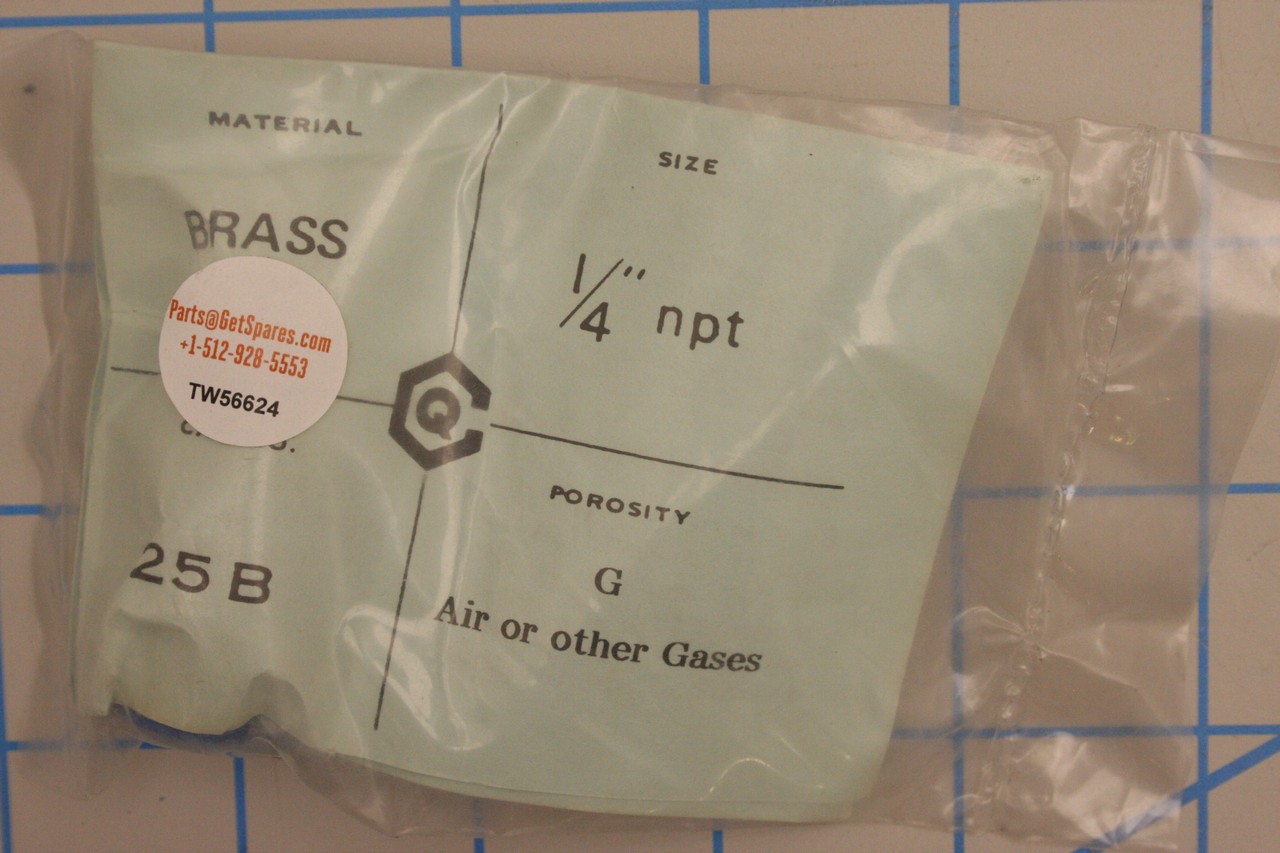 MATERIAL
BRASS
SIZE
1/4" npt
Parts@GetSpares.com
+1-512-928-5553
TW56624
Q
25 B
POROSITY
G
Air or other Gases